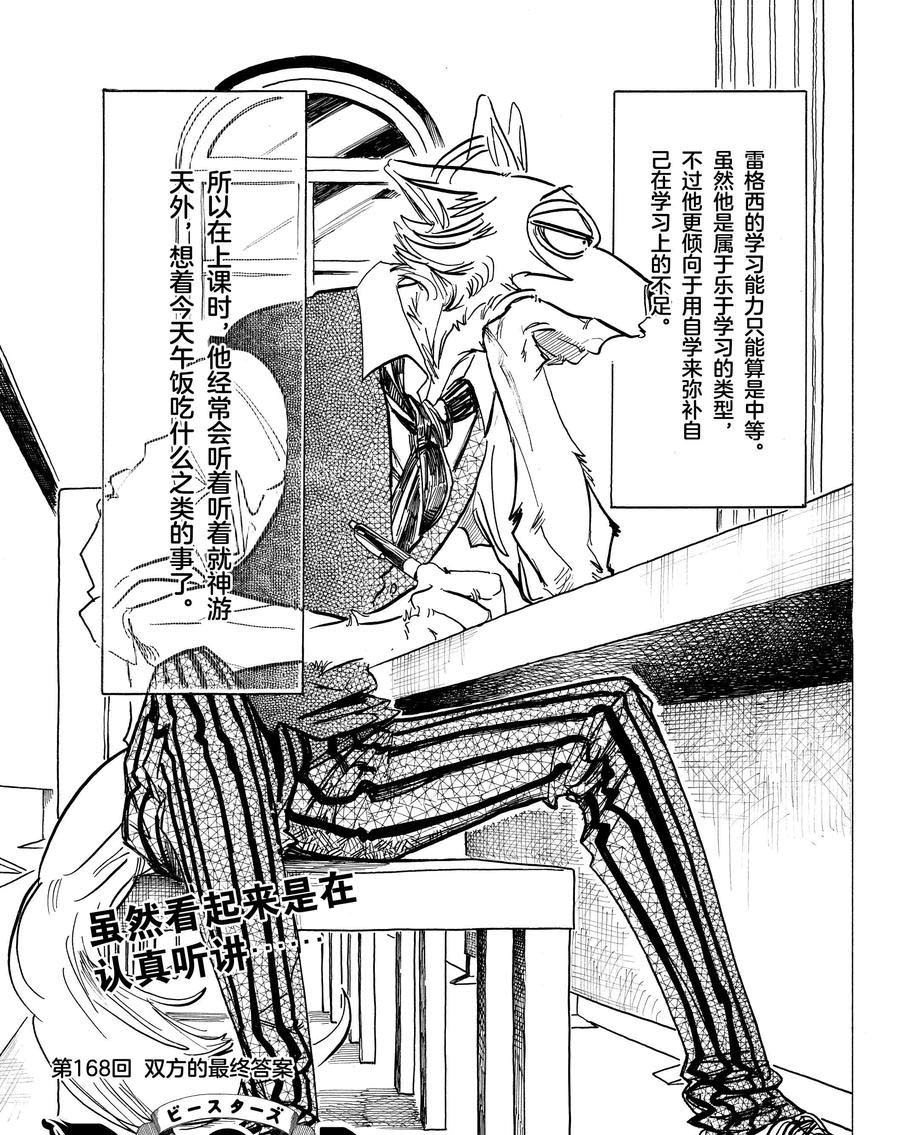 雷格西的学习能力只能算是中等。
虽然他是属于乐于学习的类型，
不过他更倾向于用自学来弥补自
己在学习上的不足。
所以在上课时，他经常会听着听着就神游
天外，想着今天午饭吃什么之类的事了。
虽然看起来是在
认真听讲……
第168回 双方的最终答案
ビースターズ